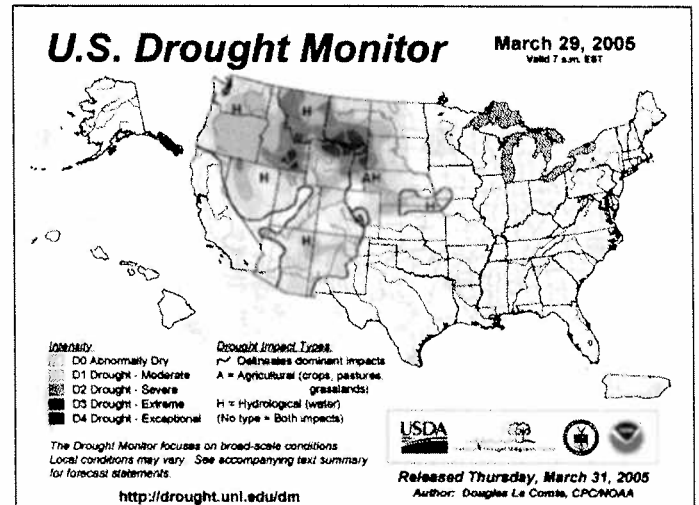 U.S. Drought Monitor
March 29, 2005
Valid 7 a.m. EST
H
H
H
AH
H
H
Intensity:
D0 Abnormally Dry
D1 Drought - Moderate
D2 Drought - Severe
D3 Drought - Extreme
D4 Drought - Exceptional
Drought Impact Types:
Delineates dominant impacts
A = Agricultural (crops, pastures,
grasslands)
H = Hydrological (water)
(No type = Both impacts)
The Drought Monitor focuses on broad-scale conditions.
Local conditions may vary. See accompanying text summary
for forecast statements.
http://drought.unl.edu/dm
USDA
Released Thursday, March 31, 2005
Author: Douglas Le Comte, CPC/NOAA